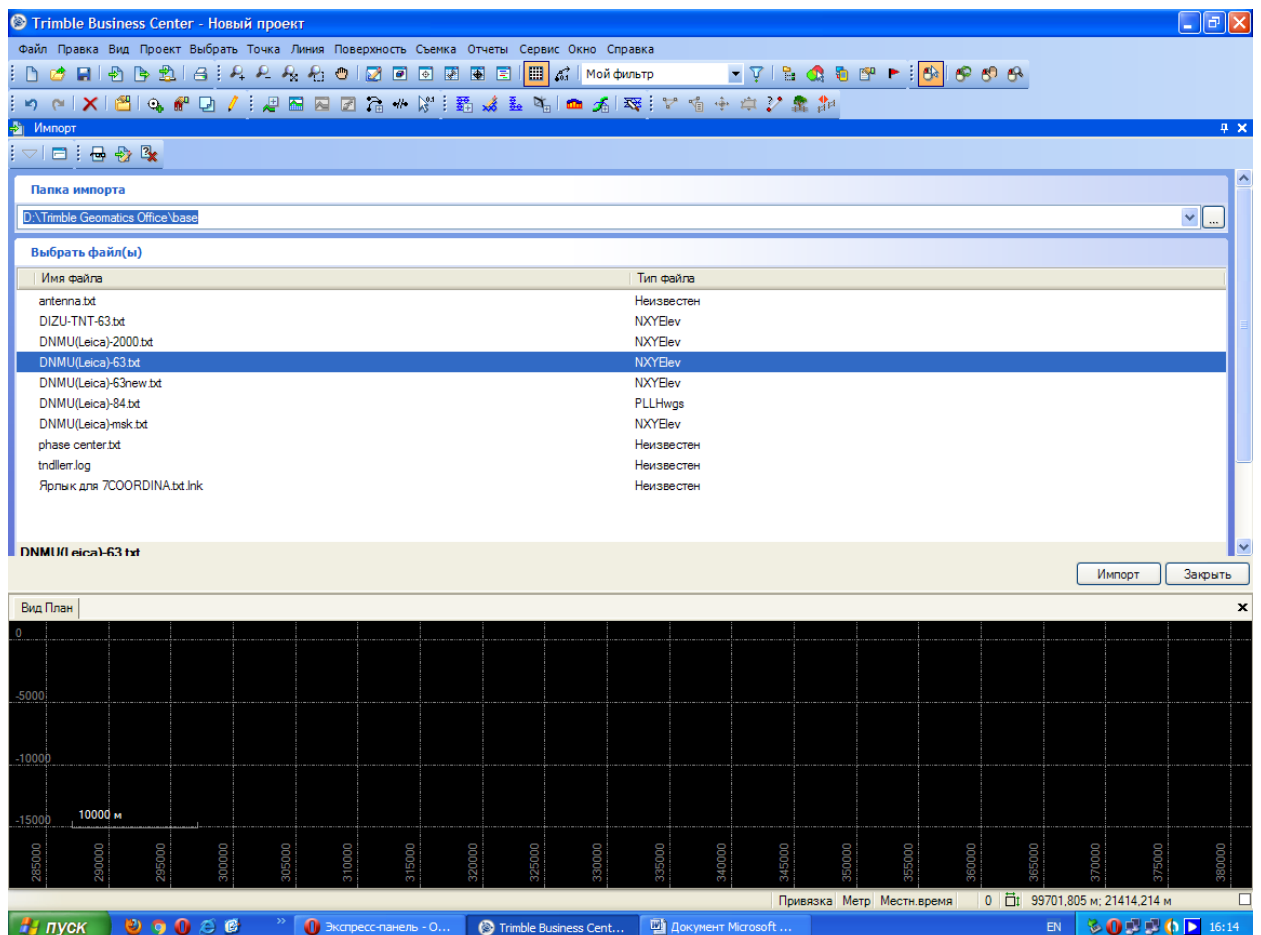 Trimble Business Center - Новый проект
Файл Правка Вид Проект Выбрать Точка Линия Поверхность Съемка Отчеты Сервис Окно Справка
Мой фильтр
Импорт
Папка импорта
D:\Trimble Geomatics Office\base
...
Выбрать файл(ы)
Имя файла Тип файла
antenna.txt Неизвестен
DIZU-TNT-63.txt NXYElev
DNMU(Leica)-2000.txt NXYElev
DNMU(Leica)-63.txt NXYElev
DNMU(Leica)-63new.txt NXYElev
DNMU(Leica)-84.txt PLLHwgs
DNMU(Leica)-msk.txt NXYElev
phase center.txt Неизвестен
tndllerr.log Неизвестен
Ярлык для 7COORDINA.txt.lnk Неизвестен
DNMU(Leica)-63.txt
Импорт Закрыть
Вид План
0
-5000
-10000
10000 м
-15000
285000 290000 295000 300000 305000 310000 315000 320000 325000 330000 335000 340000 345000 350000 355000 360000 365000 370000 375000 380000
Привязка Метр Местн.время 0 99701,805 м; 21414,214 м
пуск » Экспресс-панель - O... Trimble Business Cent... Документ Microsoft ... EN 16:14